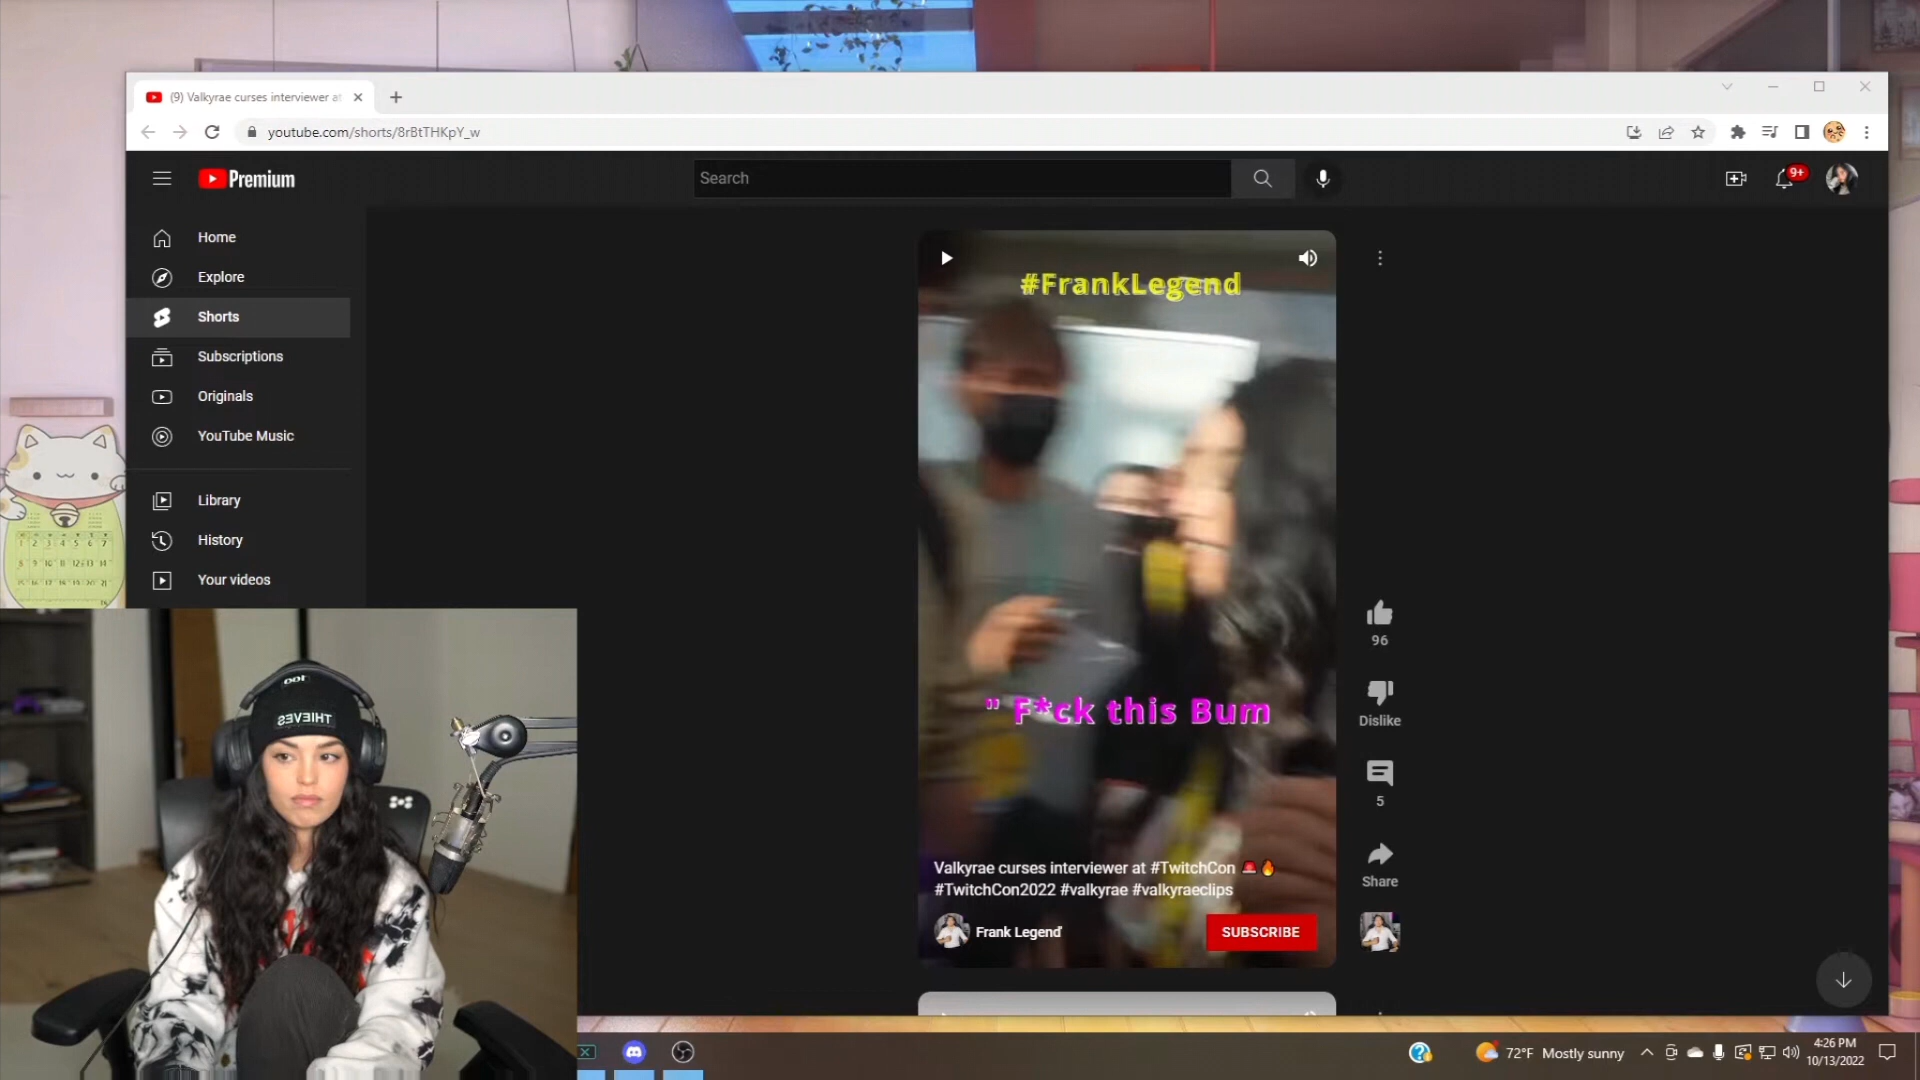 (9) Valkyrae curses interviewer at
youtube.com/shorts/8rBtTHKpY_w
Premium
Search
9+
Home
Explore
Shorts
Subscriptions
Originals
YouTube Music
Library
History
Your videos
#FrankLegend
" F*ck this Bum
Valkyrae curses interviewer at #TwitchCon 🚨🔥
#TwitchCon2022 #valkyrae #valkyraeclips
Frank Legend
SUBSCRIBE
96
Dislike
5
Share
100
THIEVES
72°F Mostly sunny
4:26 PM
10/13/2022